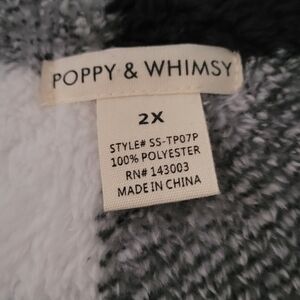 POPPY & WHIMSY
2X
STYLE# SS-TP07P
100% POLYESTER
RN# 143003
MADE IN CHINA